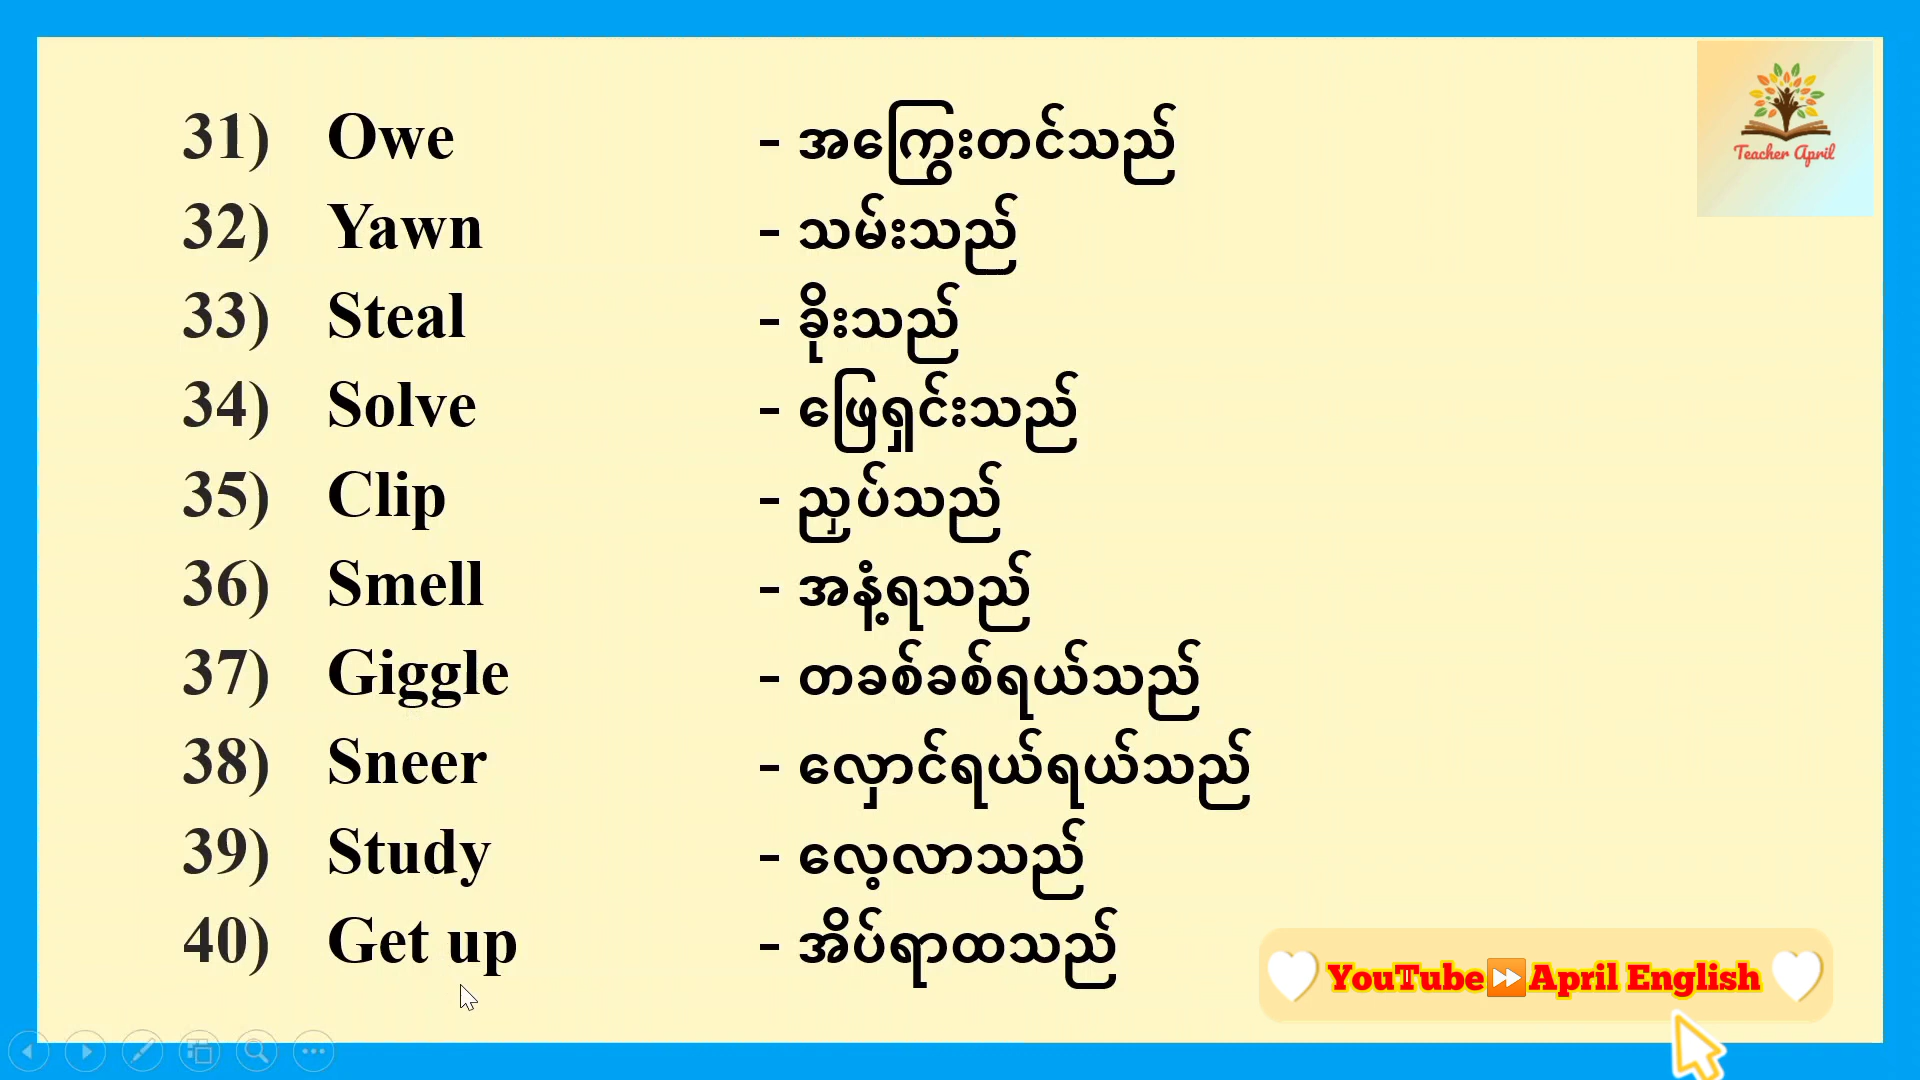 31) Owe - အကြွေးတင်သည်
32) Yawn - သမ်းသည်
33) Steal - ခိုးသည်
34) Solve - ဖြေရှင်းသည်
35) Clip - ညှပ်သည်
36) Smell - အနံ့ရသည်
37) Giggle - တခစ်ခစ်ရယ်သည်
38) Sneer - လှောင်ရယ်ရယ်သည်
39) Study - လေ့လာသည်
40) Get up - အိပ်ရာထသည်
Teacher April
YouTube⏩April English